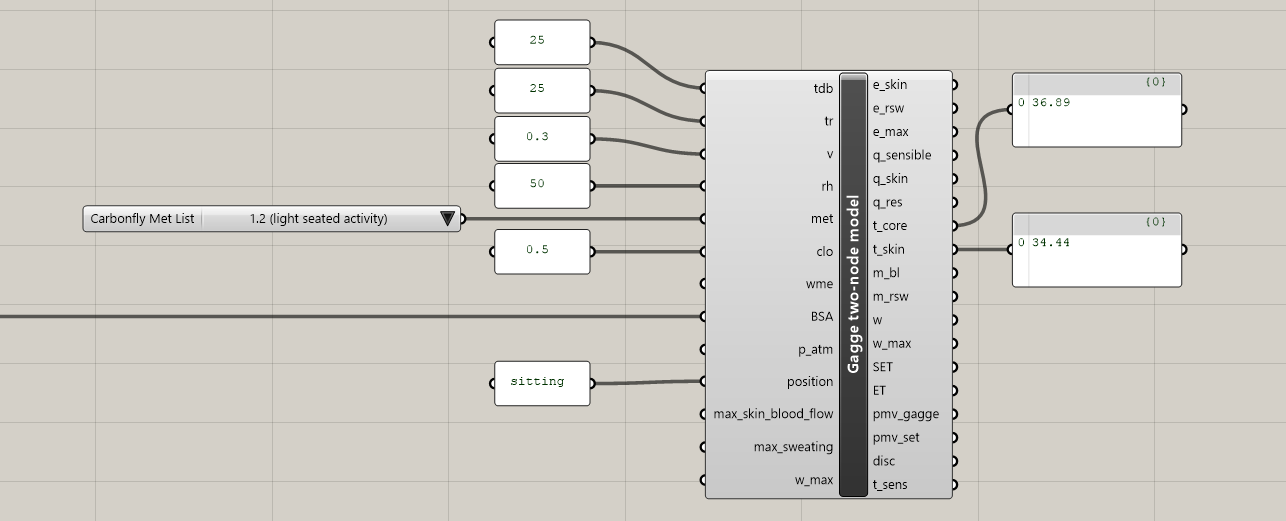 25
25
0.3
50
Carbonfly Met List
1.2 (light seated activity)
0.5
sitting
tdb
tr
v
rh
met
clo
wme
BSA
p_atm
position
max_skin_blood_flow
max_sweating
w_max
Gagge two-node model
e_skin
e_rsw
e_max
q_sensible
q_skin
q_res
t_core
t_skin
m_bl
m_rsw
w
w_max
SET
ET
pmv_gagge
pmv_set
disc
t_sens
{0}
0 36.89
{0}
0 34.44